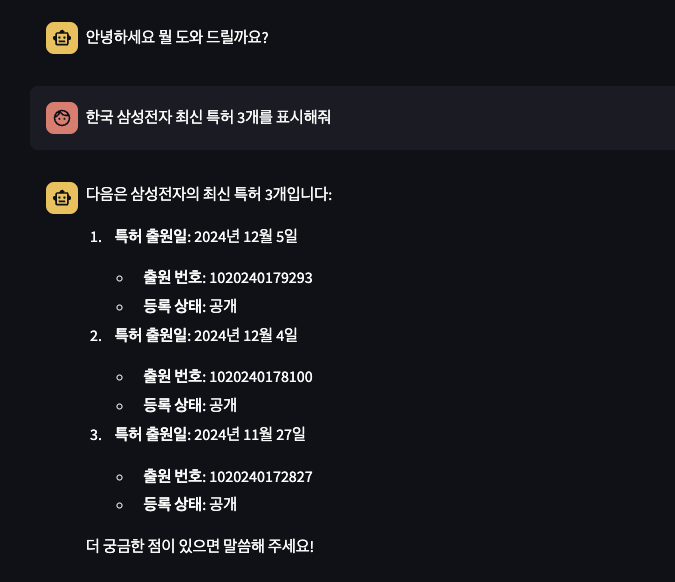 안녕하세요 뭘 도와 드릴까요?
한국 삼성전자 최신 특허 3개를 표시해줘
다음은 삼성전자의 최신 특허 3개입니다:
1. 특허 출원일: 2024년 12월 5일
○ 출원 번호: 1020240179293
○ 등록 상태: 공개
2. 특허 출원일: 2024년 12월 4일
○ 출원 번호: 1020240178100
○ 등록 상태: 공개
3. 특허 출원일: 2024년 11월 27일
○ 출원 번호: 1020240172827
○ 등록 상태: 공개
더 궁금한 점이 있으면 말씀해 주세요!